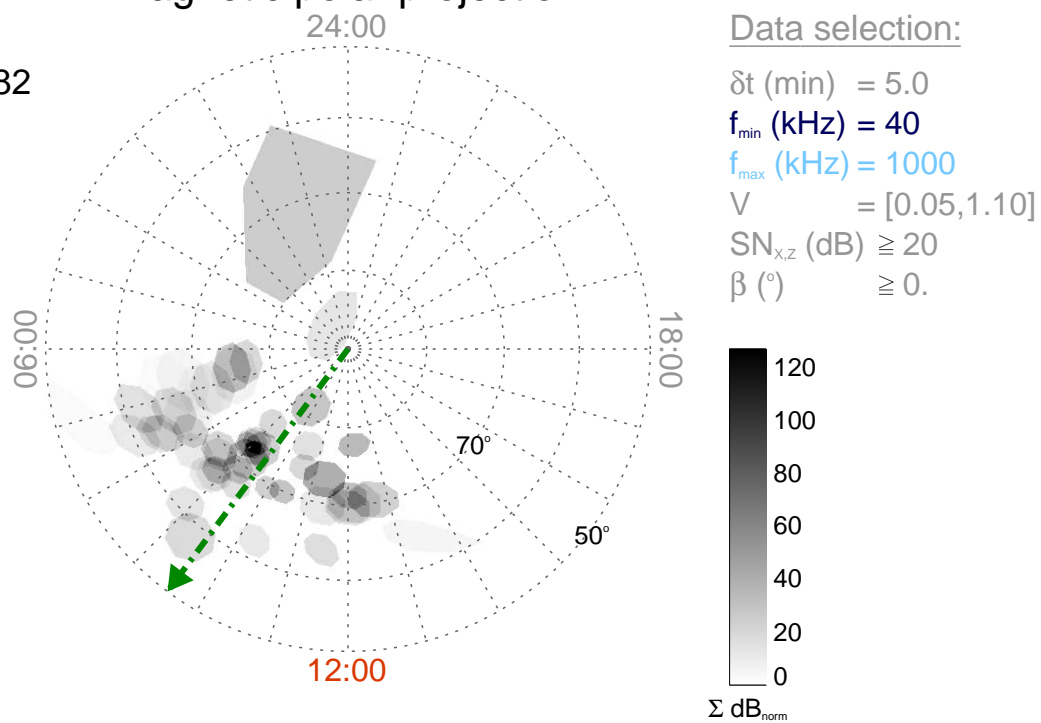 24:00
82
06:00
18:00
70°
50°
12:00
Data selection:
δt (min) = 5.0
fmin (kHz) = 40
fmax (kHz) = 1000
V = [0.05,1.10]
SNX,Z (dB) ≧ 20
β (°) ≧ 0.
120
100
80
60
40
20
0
Σ dBnorm